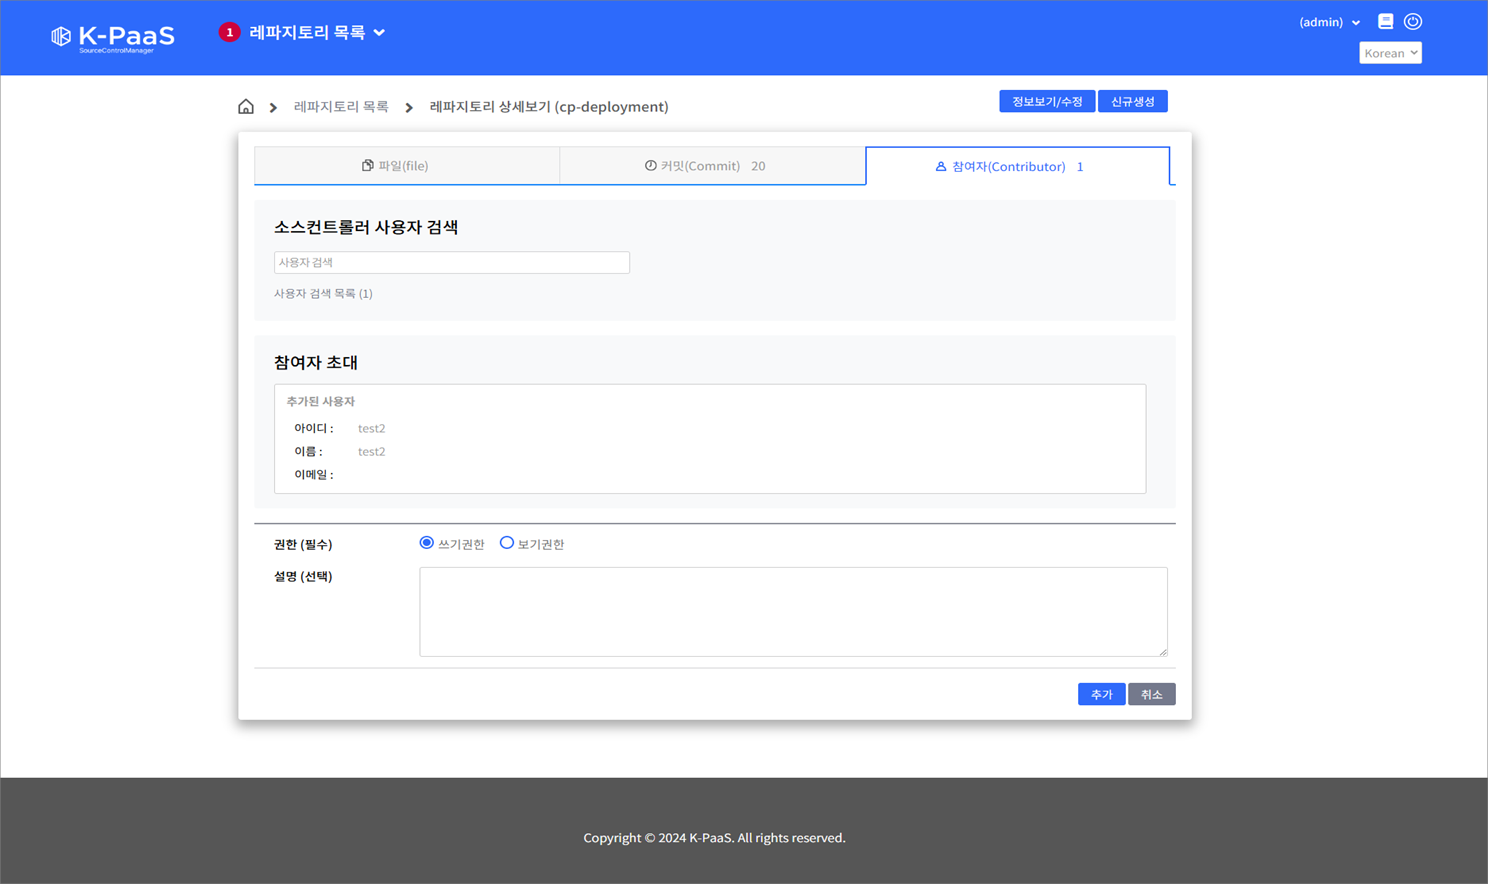 K-PaaS
SourceControlManager
1 레파지토리 목록
(admin)
Korean
레파지토리 목록 레파지토리 상세보기 (cp-deployment)
정보보기/수정 신규생성
파일(file) 커밋(Commit) 20 참여자(Contributor) 1
소스컨트롤러 사용자 검색
사용자 검색
사용자 검색 목록 (1)
참여자 초대
추가된 사용자
아이디 : test2
이름 : test2
이메일 :
권한 (필수) 쓰기권한 보기권한
설명 (선택)
추가 취소
Copyright © 2024 K-PaaS. All rights reserved.